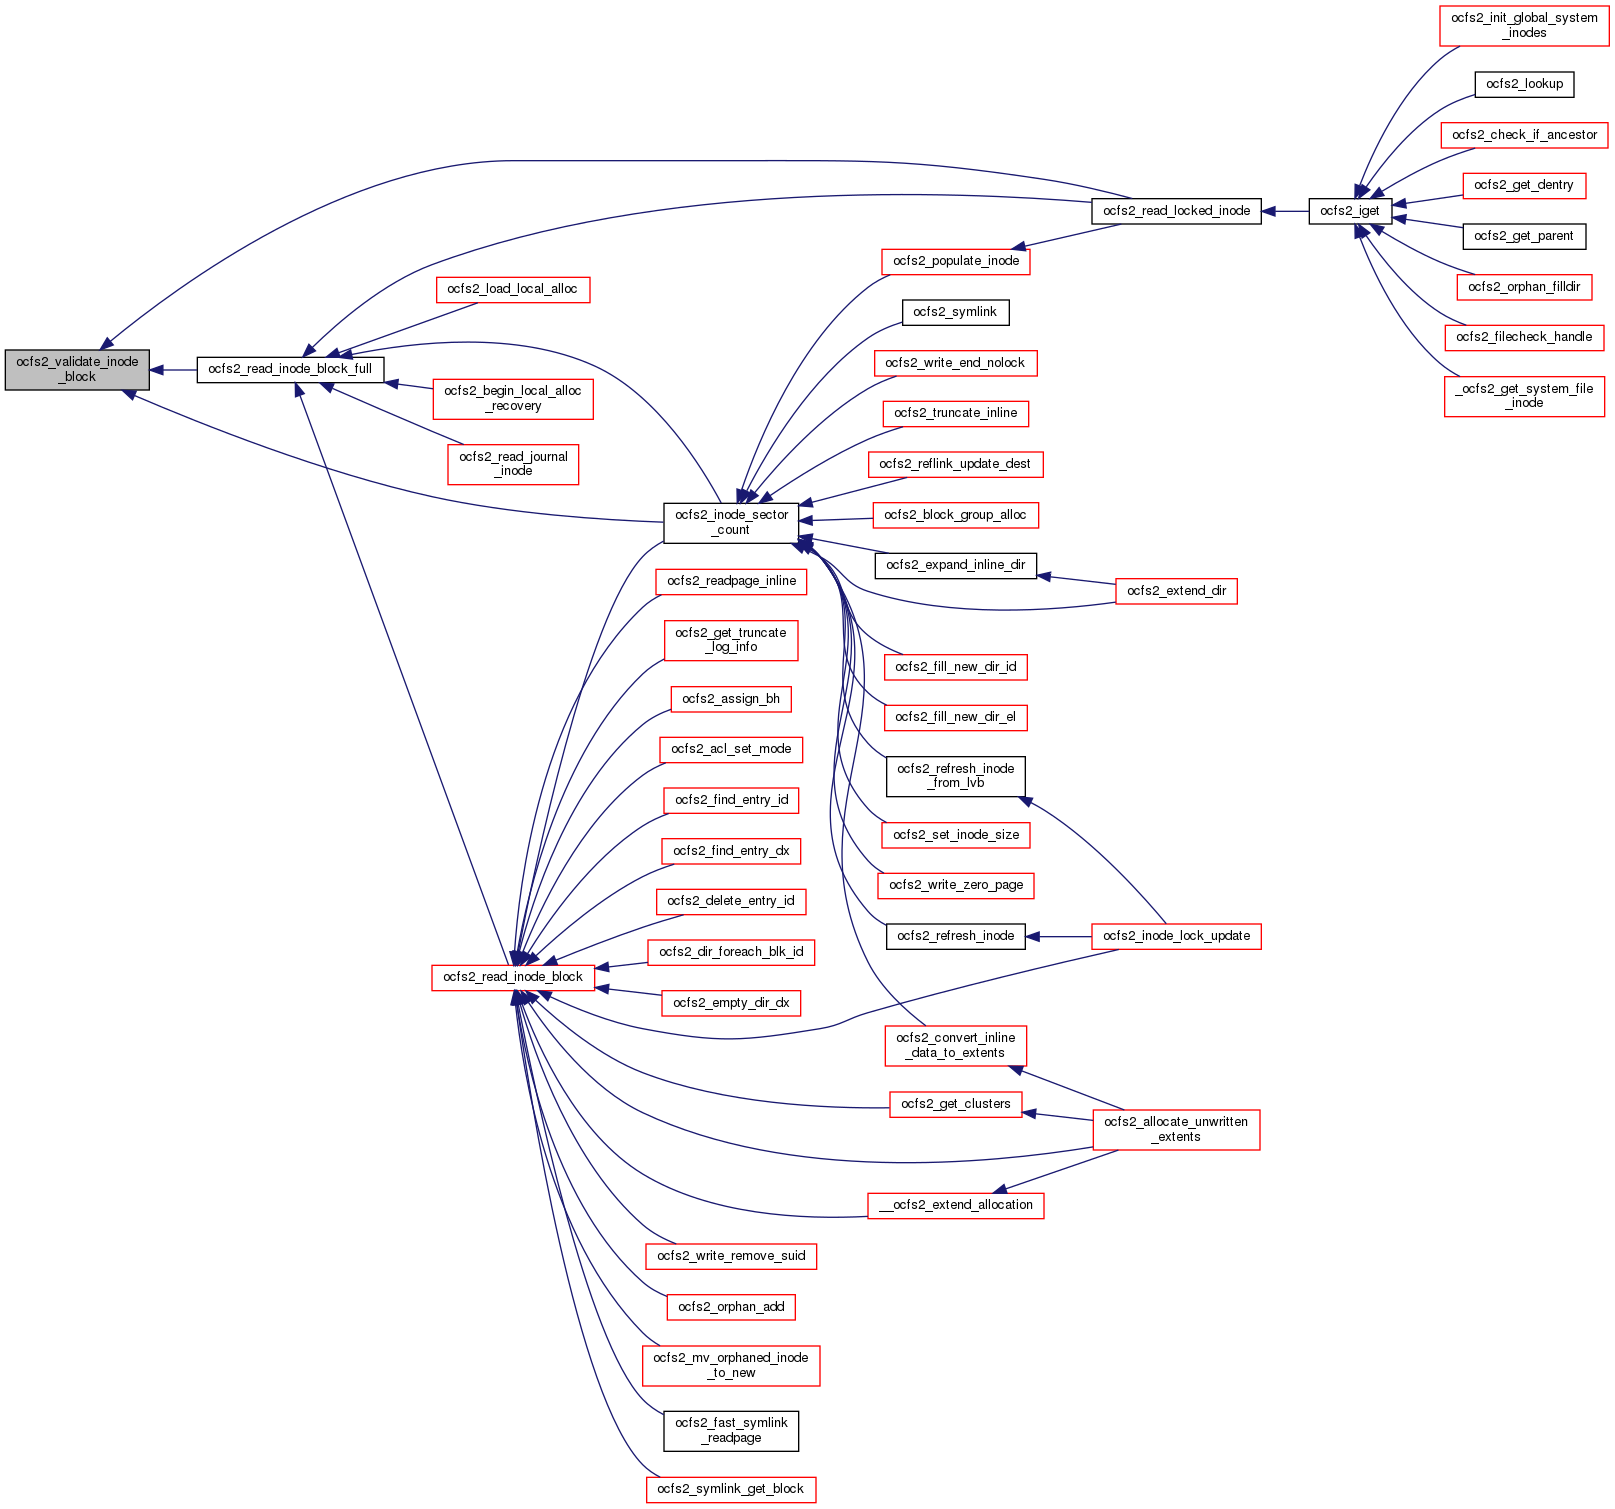 ocfs2_init_global_system
_inodes
ocfs2_lookup
ocfs2_check_if_ancestor
ocfs2_get_dentry
ocfs2_read_locked_inode
ocfs2_iget
ocfs2_get_parent
ocfs2_populate_inode
ocfs2_orphan_filldir
ocfs2_load_local_alloc
ocfs2_symlink
ocfs2_filecheck_handle
ocfs2_validate_inode
_block
ocfs2_read_inode_block_full
ocfs2_write_end_nolock
_ocfs2_get_system_file
_inode
ocfs2_begin_local_alloc
_recovery
ocfs2_truncate_inline
ocfs2_read_journal
_inode
ocfs2_reflink_update_dest
ocfs2_inode_sector
_count
ocfs2_block_group_alloc
ocfs2_expand_inline_dir
ocfs2_readpage_inline
ocfs2_extend_dir
ocfs2_get_truncate
_log_info
ocfs2_fill_new_dir_id
ocfs2_assign_bh
ocfs2_fill_new_dir_el
ocfs2_acl_set_mode
ocfs2_refresh_inode
_from_lvb
ocfs2_find_entry_id
ocfs2_set_inode_size
ocfs2_find_entry_dx
ocfs2_write_zero_page
ocfs2_delete_entry_id
ocfs2_refresh_inode
ocfs2_inode_lock_update
ocfs2_dir_foreach_blk_id
ocfs2_read_inode_block
ocfs2_empty_dir_dx
ocfs2_convert_inline
_data_to_extents
ocfs2_get_clusters
ocfs2_allocate_unwritten
_extents
__ocfs2_extend_allocation
ocfs2_write_remove_suid
ocfs2_orphan_add
ocfs2_mv_orphaned_inode
_to_new
ocfs2_fast_symlink
_readpage
ocfs2_symlink_get_block